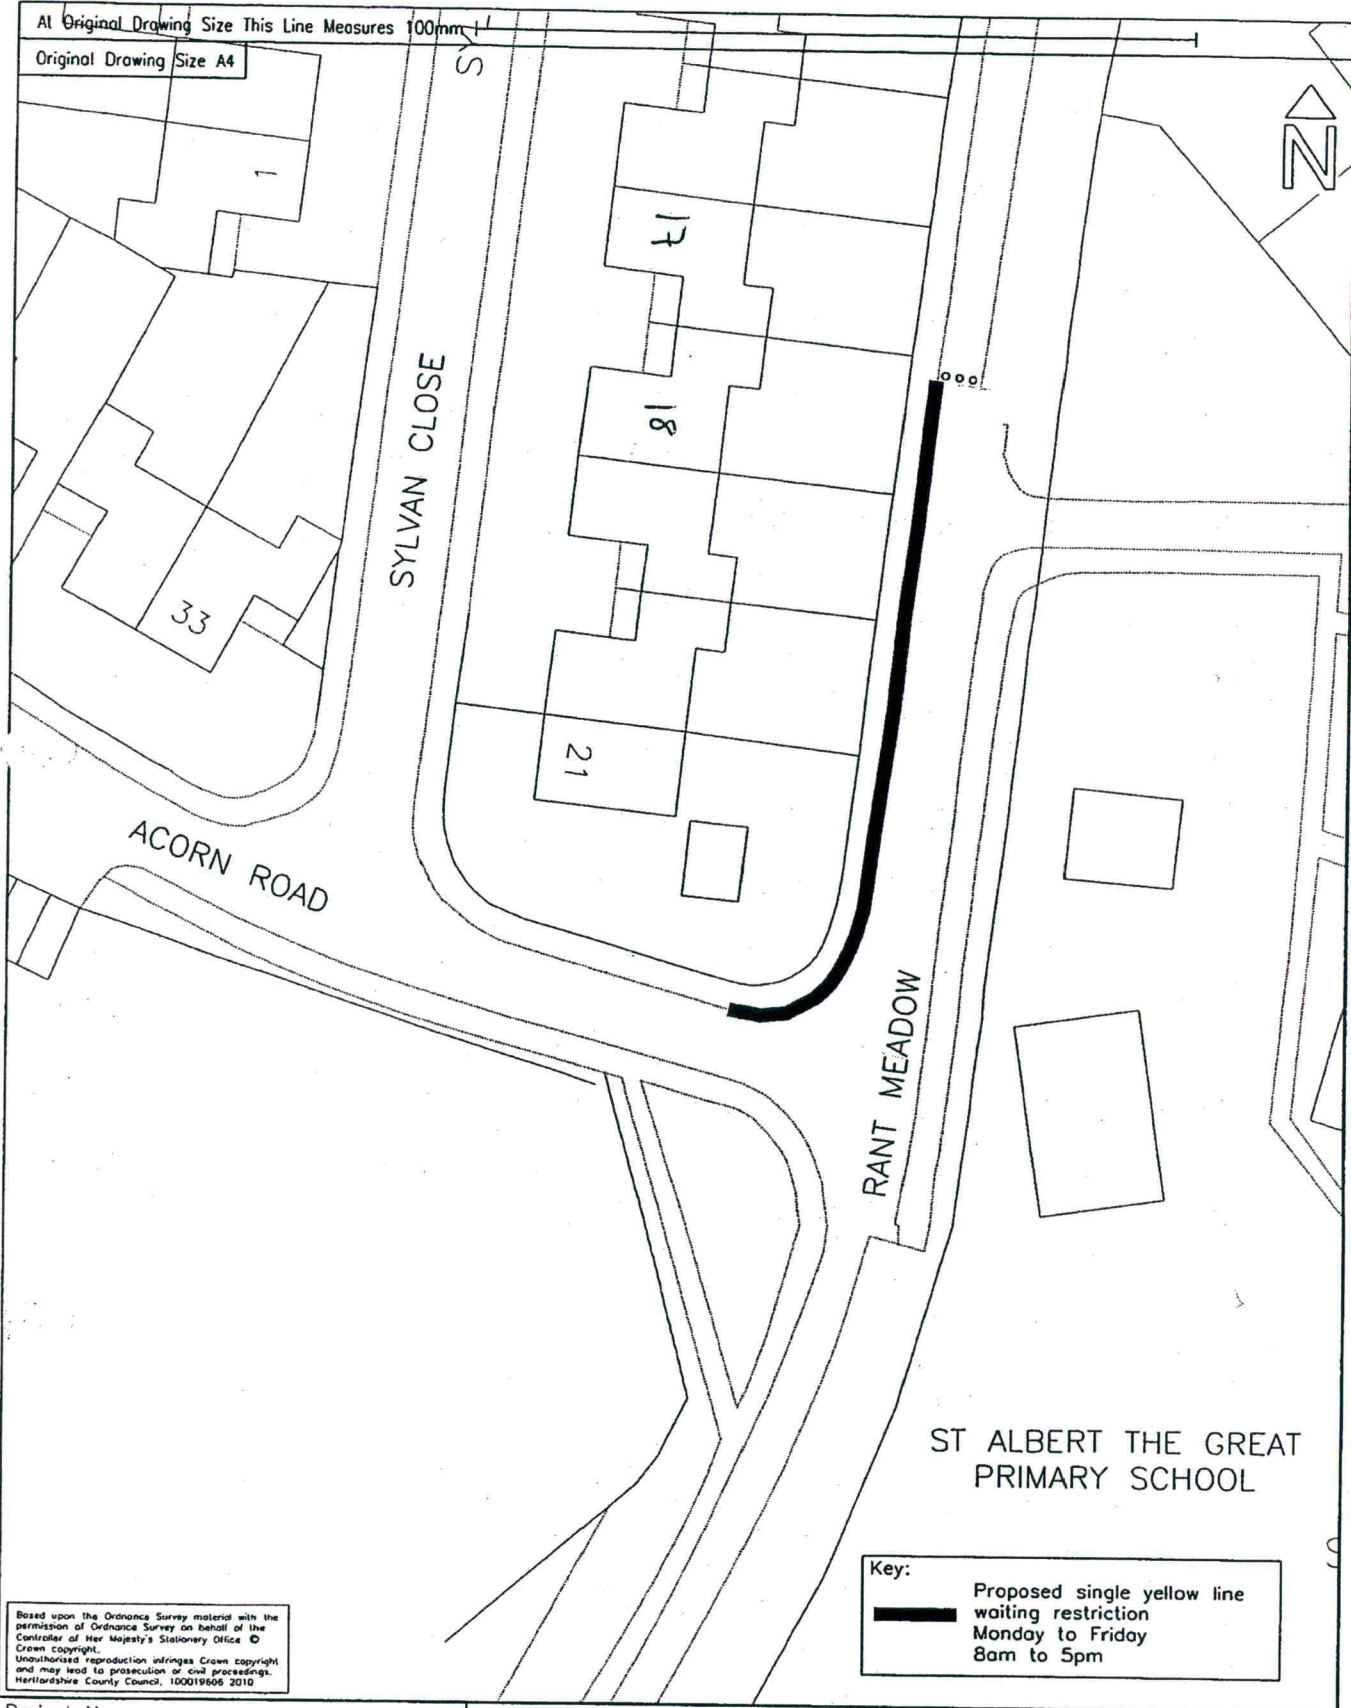 At Original Drawing Size This Line Measures 100mm
Original Drawing Size A4
N
1
17
18
SYLVAN CLOSE
33
21
ACORN ROAD
RANT MEADOW
ST ALBERT THE GREAT
PRIMARY SCHOOL
Key:
Proposed single yellow line
waiting restriction
Monday to Friday
8am to 5pm
Based upon the Ordnance Survey material with the
permission of Ordnance Survey on behalf of the
Controller of Her Majesty's Stationery Office ©
Crown copyright.
Unauthorised reproduction infringes Crown copyright
and may lead to prosecution or civil proceedings.
Hertfordshire County Council, 100019606 2010